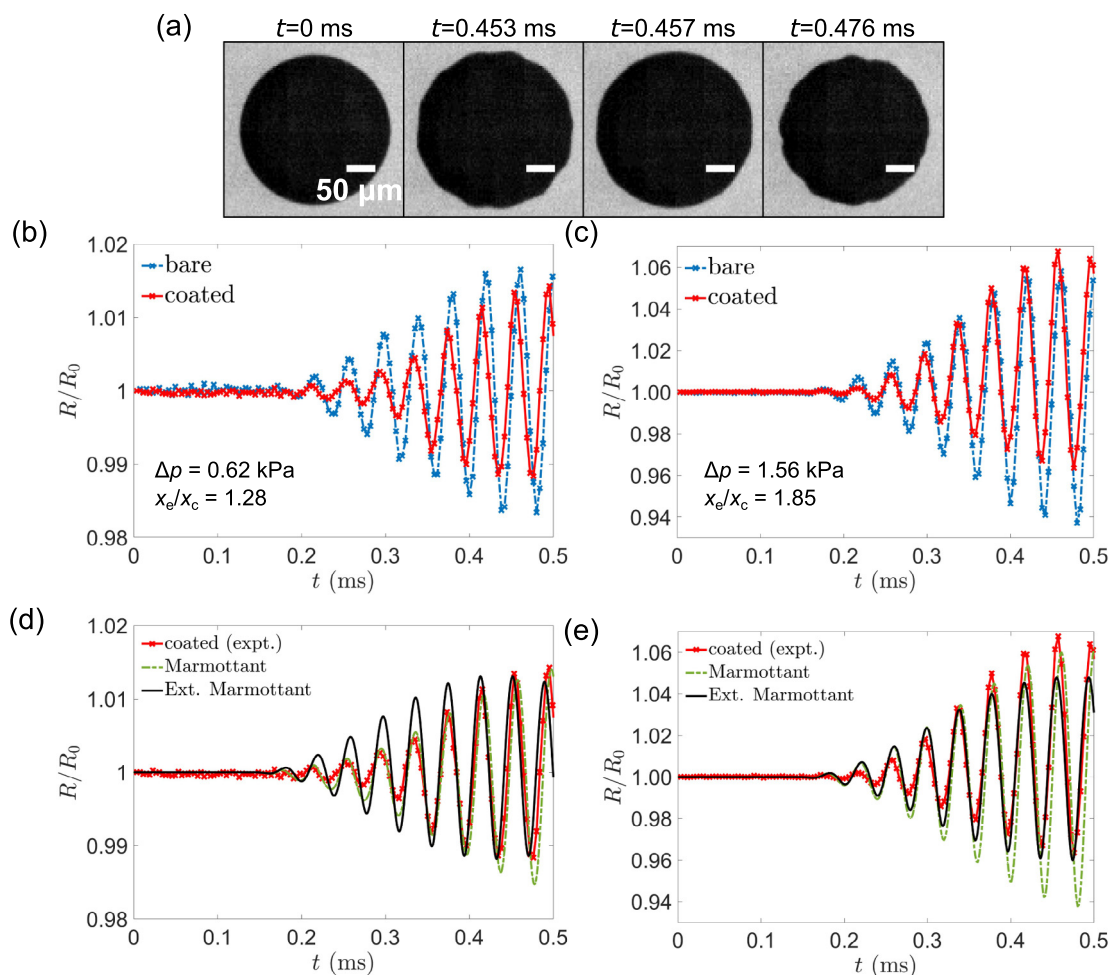 (a)
t=0 ms t=0.453 ms t=0.457 ms t=0.476 ms
50 μm
(b)
1.02
1.01
1
0.99
0.98
R/R₀
bare
coated
Δp = 0.62 kPa
xₑ/x_c = 1.28
0 0.1 0.2 0.3 0.4 0.5
t (ms)
(c)
1.06
1.04
1.02
1.00
0.98
0.96
0.94
R/R₀
bare
coated
Δp = 1.56 kPa
xₑ/x_c = 1.85
0 0.1 0.2 0.3 0.4 0.5
t (ms)
(d)
1.02
1.01
1
0.99
0.98
R/R₀
coated (expt.)
Marmottant
Ext. Marmottant
0 0.1 0.2 0.3 0.4 0.5
t (ms)
(e)
1.06
1.04
1.02
1.00
0.98
0.96
0.94
R/R₀
coated (expt.)
Marmottant
Ext. Marmottant
0 0.1 0.2 0.3 0.4 0.5
t (ms)